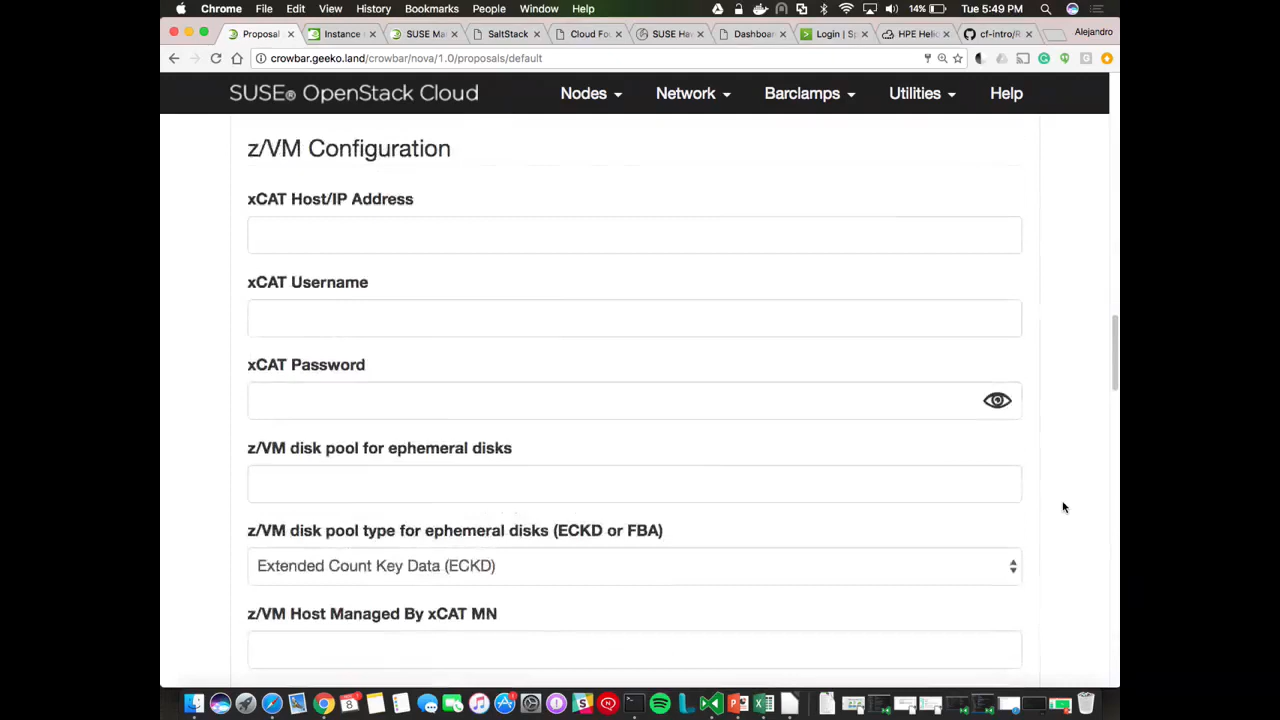 Chrome File Edit View History Bookmarks People Window Help 14% Tue 5:49 PM
Proposal Instance SUSE Ma SaltStack Cloud Fo SUSE Ha Dashboar Login | Sp HPE Helio cf-intro/R Alejandro
crowbar.geeko.land/crowbar/nova/1.0/proposals/default
SUSE® OpenStack Cloud Nodes Network Barclamps Utilities Help
z/VM Configuration
xCAT Host/IP Address
xCAT Username
xCAT Password
z/VM disk pool for ephemeral disks
z/VM disk pool type for ephemeral disks (ECKD or FBA)
Extended Count Key Data (ECKD)
z/VM Host Managed By xCAT MN